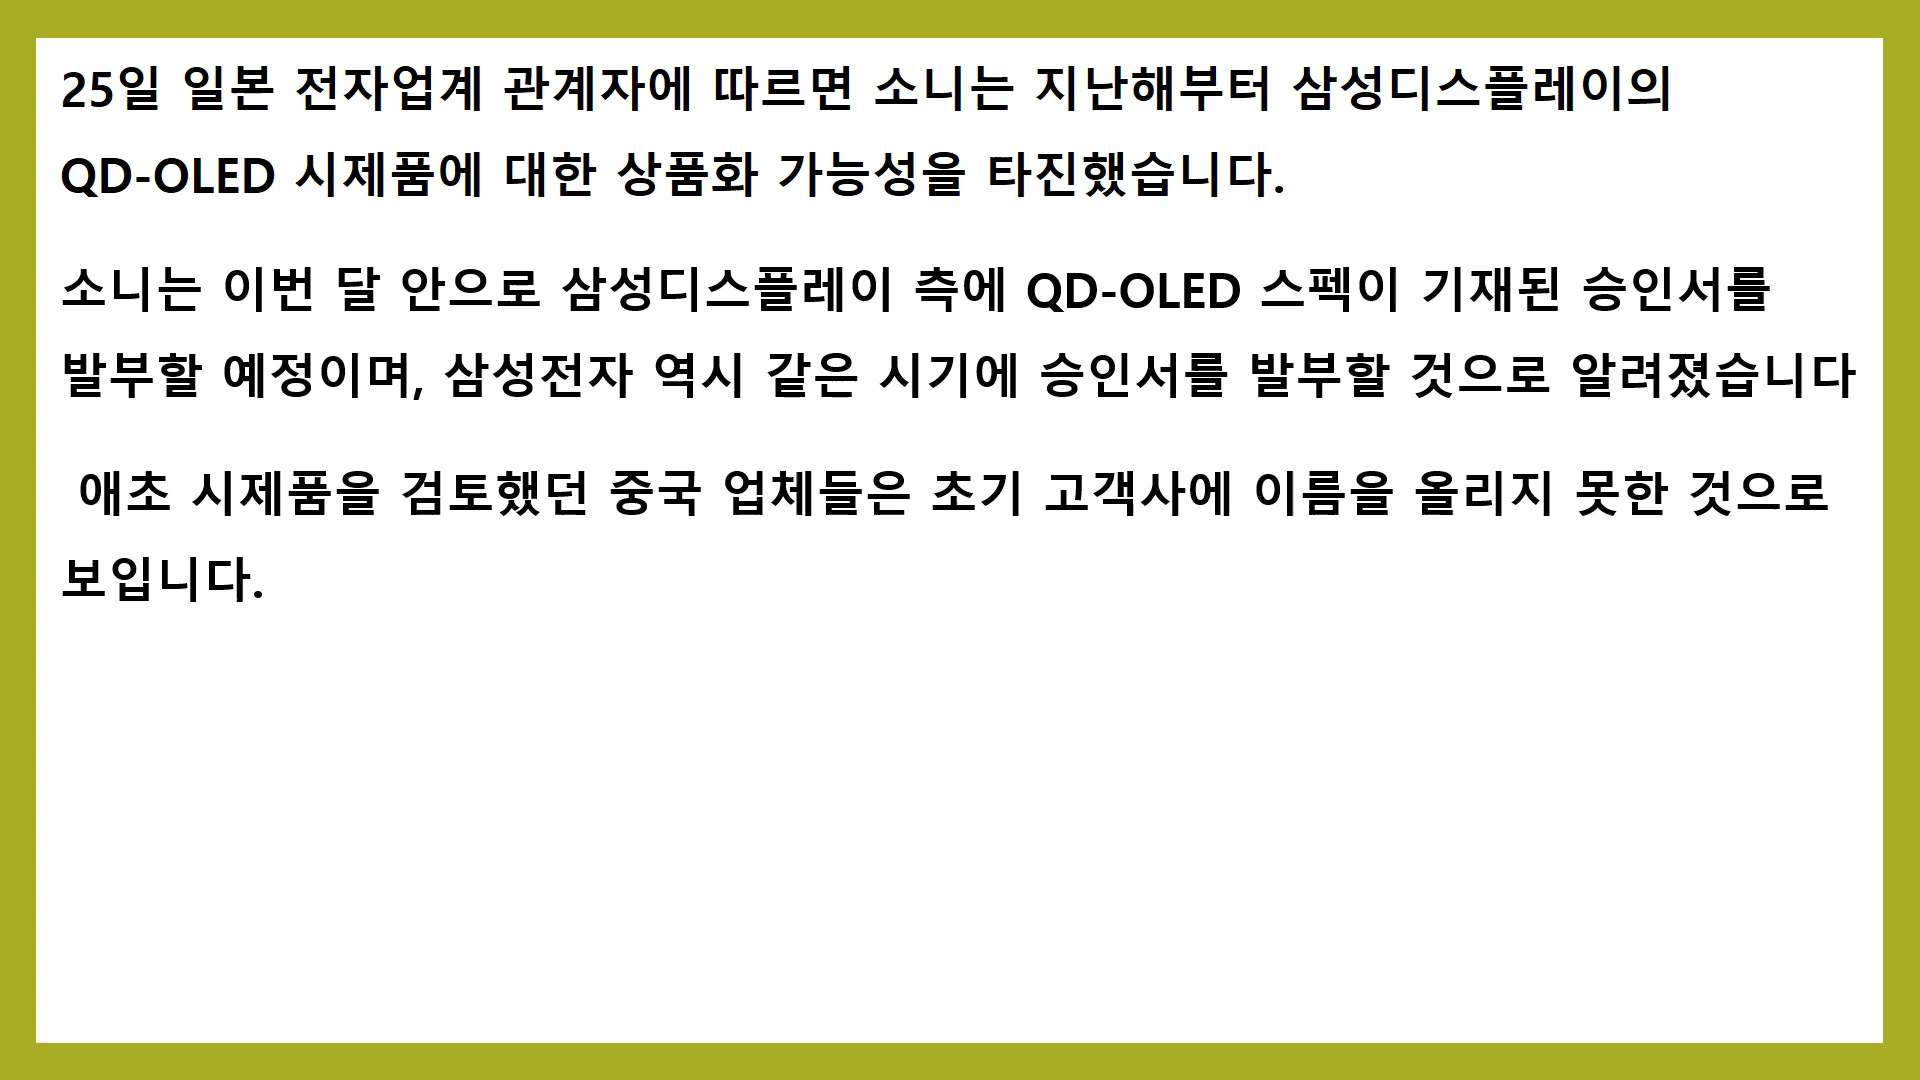 25일 일본 전자업계 관계자에 따르면 소니는 지난해부터 삼성디스플레이의
QD-OLED 시제품에 대한 상품화 가능성을 타진했습니다.
소니는 이번 달 안으로 삼성디스플레이 측에 QD-OLED 스펙이 기재된 승인서를
발부할 예정이며, 삼성전자 역시 같은 시기에 승인서를 발부할 것으로 알려졌습니다
애초 시제품을 검토했던 중국 업체들은 초기 고객사에 이름을 올리지 못한 것으로
보입니다.